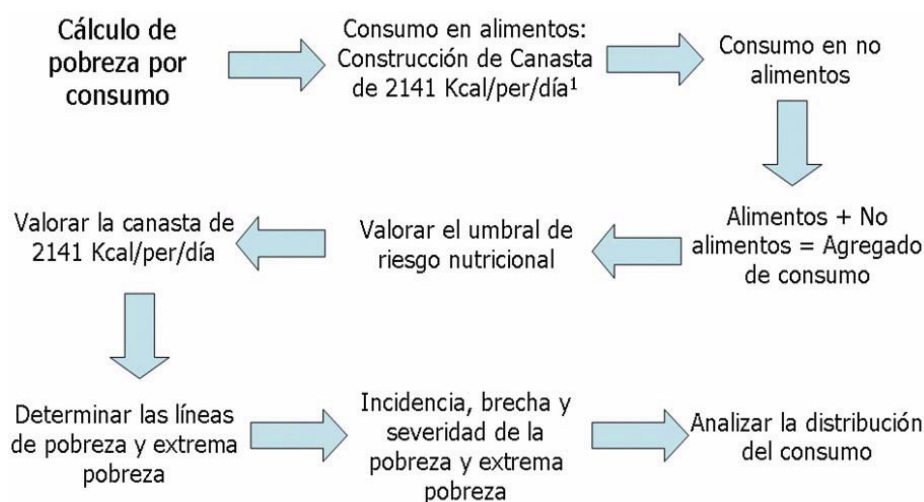 Cálculo de
pobreza por
consumo
Consumo en alimentos:
Construcción de Canasta
de 2141 Kcal/per/día¹
Consumo en no
alimentos
Alimentos + No
alimentos = Agregado
de consumo
Valorar el umbral de
riesgo nutricional
Valorar la canasta de
2141 Kcal/per/día
Determinar las líneas
de pobreza y extrema
pobreza
Incidencia, brecha y
severidad de la
pobreza y extrema
pobreza
Analizar la distribución
del consumo